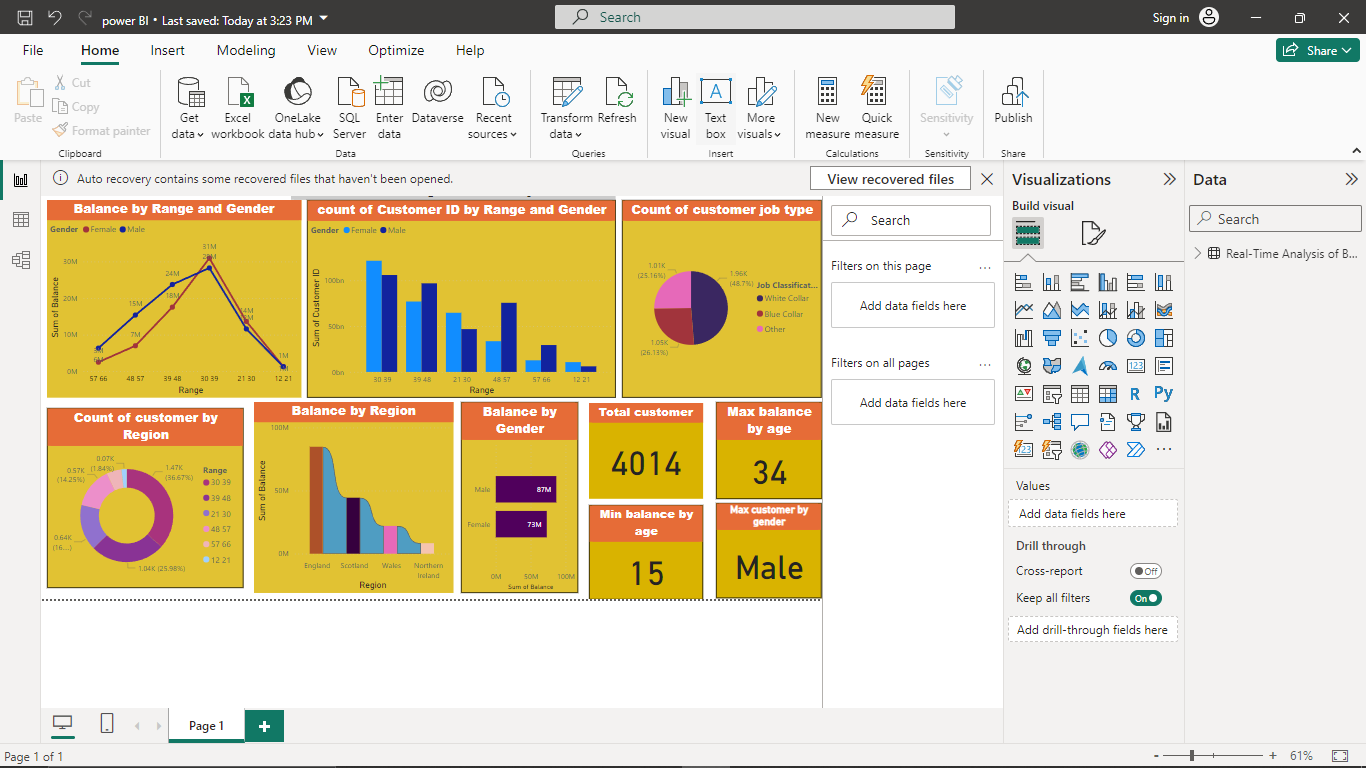 power BI • Last saved: Today at 3:23 PM
Search
Sign in
File Home Insert Modeling View Optimize Help
Share
Paste
Cut
Copy
Format painter
Get data
Excel workbook
OneLake data hub
SQL Server
Enter data
Dataverse
Recent sources
Transform data
Refresh
New visual
Text box
More visuals
New measure
Quick measure
Sensitivity
Publish
Clipboard Data Queries Insert Calculations Sensitivity Share
Auto recovery contains some recovered files that haven't been opened.
View recovered files
Balance by Range and Gender
Gender Female Male
Sum of Balance
30M
20M
10M
0M
7M
15M
18M
24M
31M
1M
57 66 48 57 39 48 30 39 21 30 12 21
Range
count of Customer ID by Range and Gender
Gender Female Male
Sum of Customer ID
100bn
50bn
0bn
30 39 39 48 21 30 48 57 57 66 12 21
Range
Count of customer job type
1.01K
(25.16%)
1.96K
(48.7%)
1.05K
(26.13%)
Job Classificat...
White Collar
Blue Collar
Other
Count of customer by
Region
0.07K
(1.84%)
0.57K
(14.25%)
1.47K
(36.67%)
0.64K
(16....)
1.04K (25.98%)
Range
30 39
39 48
21 30
48 57
57 66
12 21
Balance by Region
Sum of Balance
100M
50M
0M
England Scotland Wales Northern
Ireland
Region
Balance by
Gender
Male 87M
Female 73M
0M 50M 100M
Sum of Balance
Total customer
4014
Max balance
by age
34
Min balance by
age
15
Max customer by
gender
Male
Search
Filters on this page ...
Add data fields here
Filters on all pages ...
Add data fields here
Visualizations
Build visual
123
R
Py
123
...
Values
Add data fields here
Drill through
Cross-report Off
Keep all filters On
Add drill-through fields here
Data
Search
Real-Time Analysis of B...
Page 1
+
Page 1 of 1
- + 61%